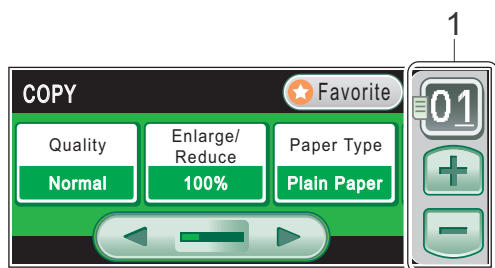 1
COPY
Favorite
01
Quality
Normal
Enlarge/
Reduce
100%
Paper Type
Plain Paper